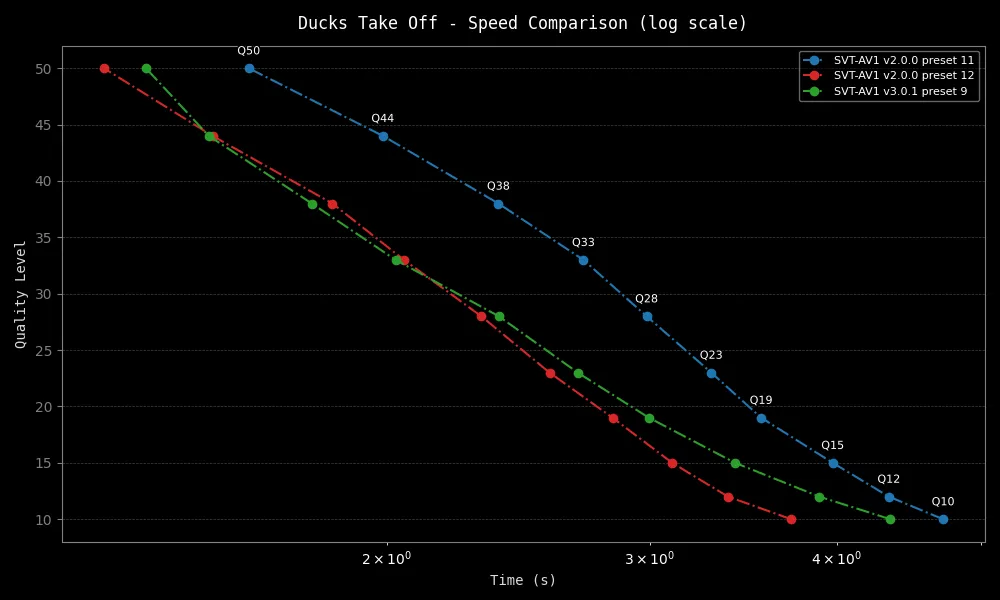 Ducks Take Off - Speed Comparison (log scale)
SVT-AV1 v2.0.0 preset 11
SVT-AV1 v2.0.0 preset 12
SVT-AV1 v3.0.1 preset 9
Quality Level
50
45
40
35
30
25
20
15
10
Q50
Q44
Q38
Q33
Q28
Q23
Q19
Q15
Q12
Q10
2 × 10⁰
3 × 10⁰
4 × 10⁰
Time (s)